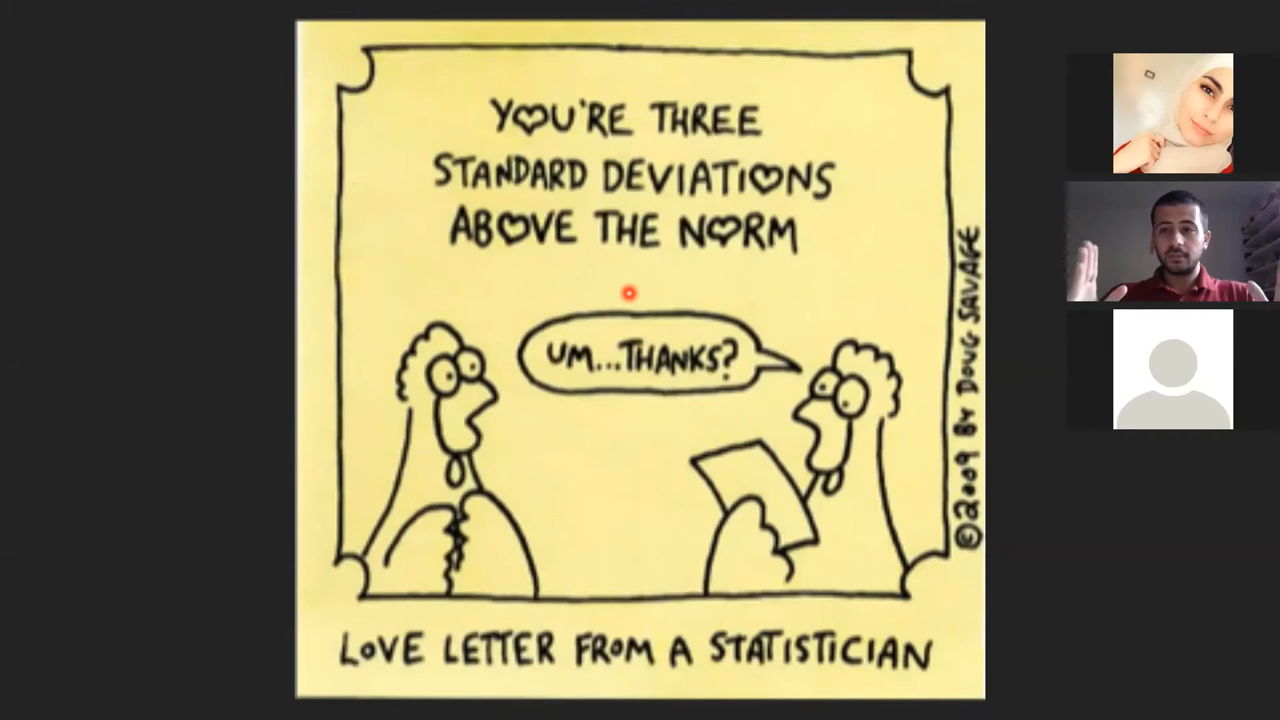 YOU'RE THREE
STANDARD DEVIATIONS
ABOVE THE NORM
UM...THANKS?
©2009 BY DOUG SAVAGE
LOVE LETTER FROM A STATISTICIAN